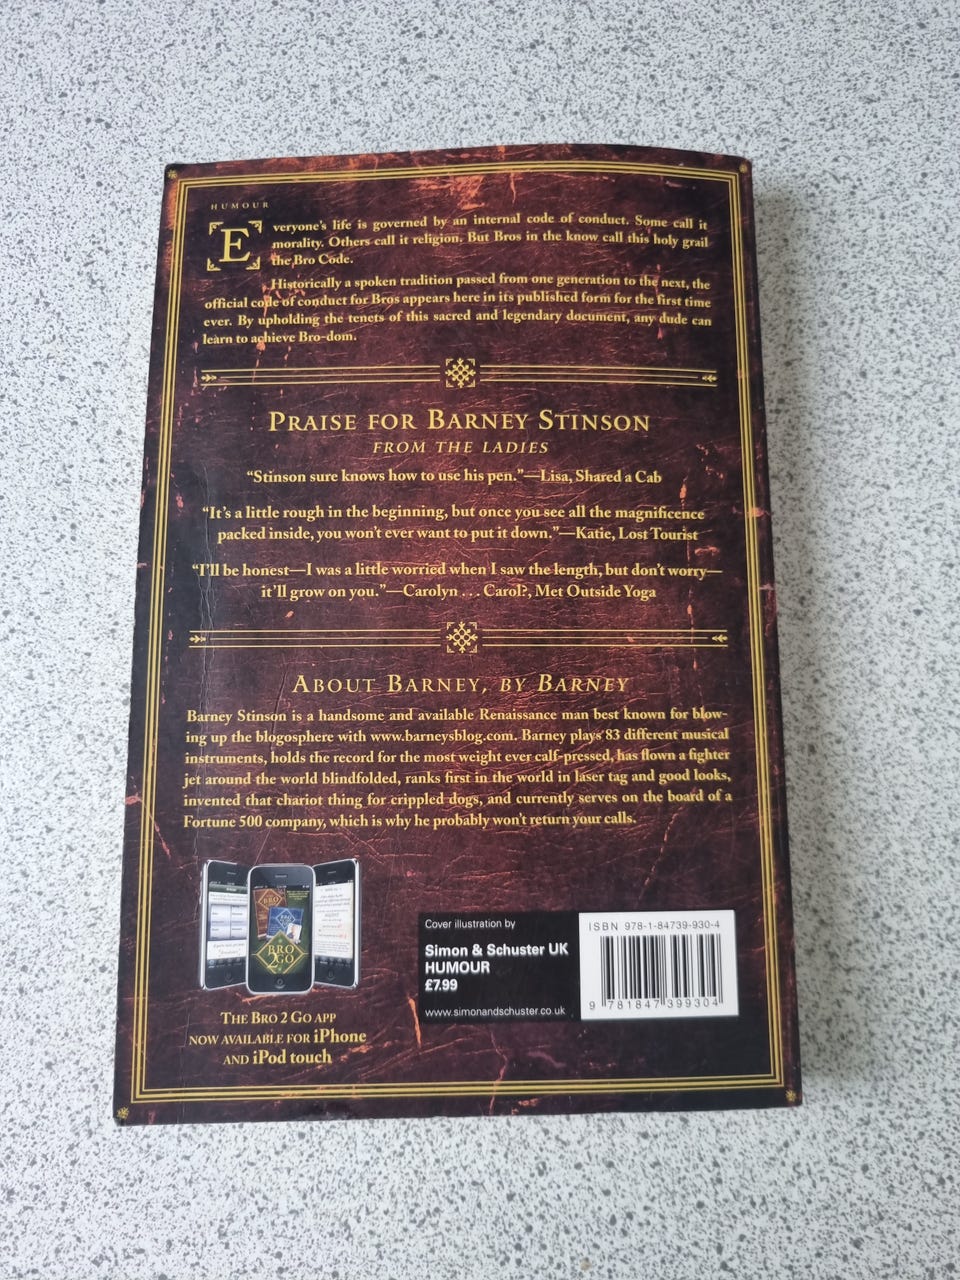 HUMOUR
Everyone's life is governed by an internal code of conduct. Some call it
morality. Others call it religion. But Bros in the know call this holy grail
the Bro Code.
Historically a spoken tradition passed from one generation to the next, the
official code of conduct for Bros appears here in its published form for the first time
ever. By upholding the tenets of this sacred and legendary document, any dude can
learn to achieve Bro-dom.
PRAISE FOR BARNEY STINSON
FROM THE LADIES
“Stinson sure knows how to use his pen.”—Lisa, Shared a Cab
“It's a little rough in the beginning, but once you see all the magnificence
packed inside, you won't ever want to put it down.”—Katie, Lost Tourist
“I'll be honest—I was a little worried when I saw the length, but don't worry—
it'll grow on you.”—Carolyn . . . Carol?, Met Outside Yoga
ABOUT BARNEY, BY BARNEY
Barney Stinson is a handsome and available Renaissance man best known for blow-
ing up the blogosphere with www.barneysblog.com. Barney plays 83 different musical
instruments, holds the record for the most weight ever calf-pressed, has flown a fighter
jet around the world blindfolded, ranks first in the world in laser tag and good looks,
invented that chariot thing for crippled dogs, and currently serves on the board of a
Fortune 500 company, which is why he probably won't return your calls.
BRO
2GO
THE BRO 2 GO APP
NOW AVAILABLE FOR iPhone
AND iPod touch
Cover illustration by
Simon & Schuster UK
HUMOUR
£7.99
www.simonandschuster.co.uk
ISBN 978-1-84739-930-4
9 781847 399304